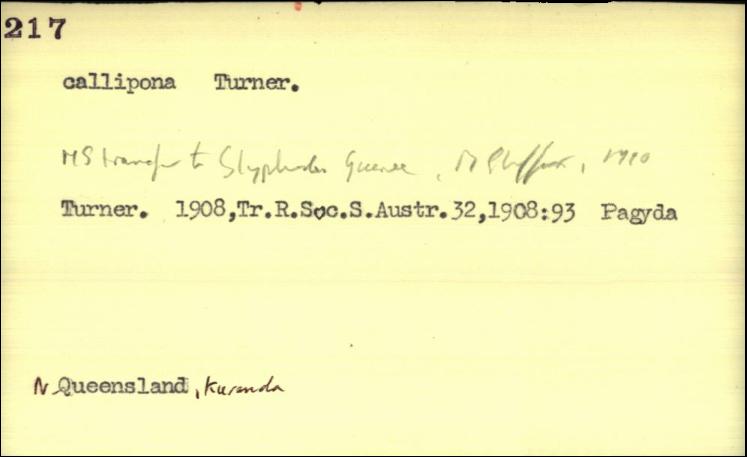 217
callipona Turner.
MS transfer to Glyphodes Guenee, M Shaffer, 1980
Turner. 1908,Tr.R.Soc.S.Austr.32,1908:93 Pagyda
N. Queensland, Kuranda